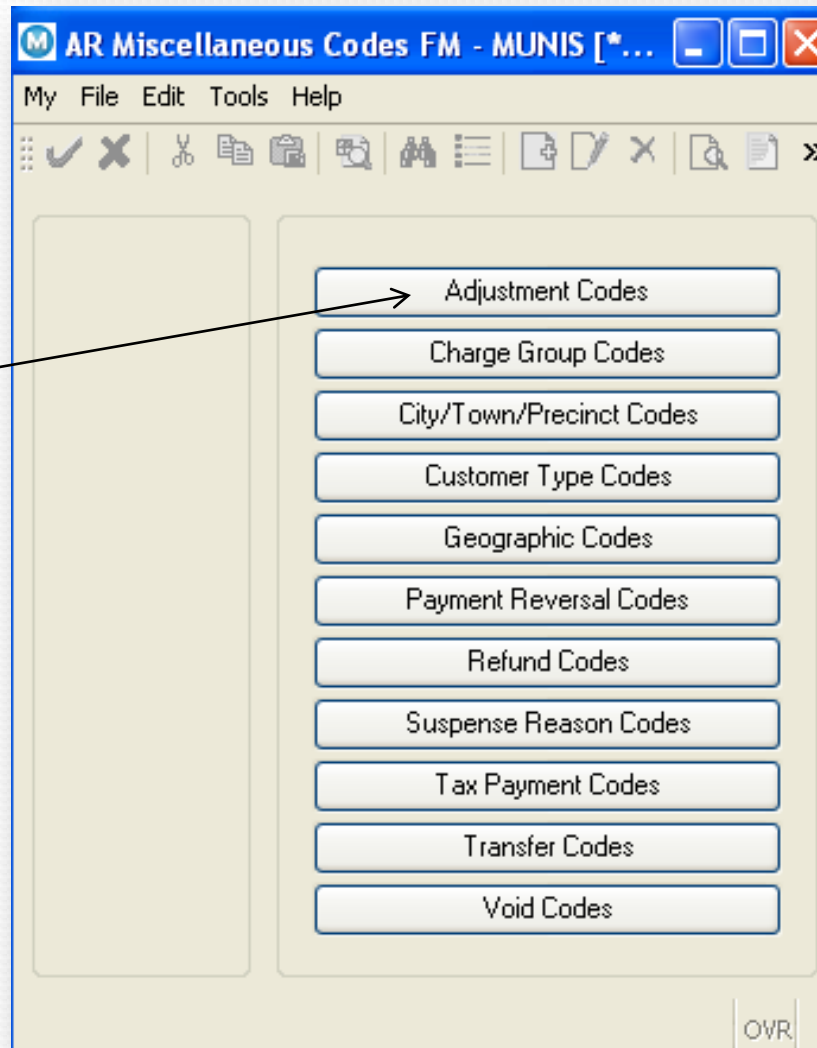 M AR Miscellaneous Codes FM - MUNIS [*...
My File Edit Tools Help
Adjustment Codes
Charge Group Codes
City/Town/Precinct Codes
Customer Type Codes
Geographic Codes
Payment Reversal Codes
Refund Codes
Suspense Reason Codes
Tax Payment Codes
Transfer Codes
Void Codes
OVR